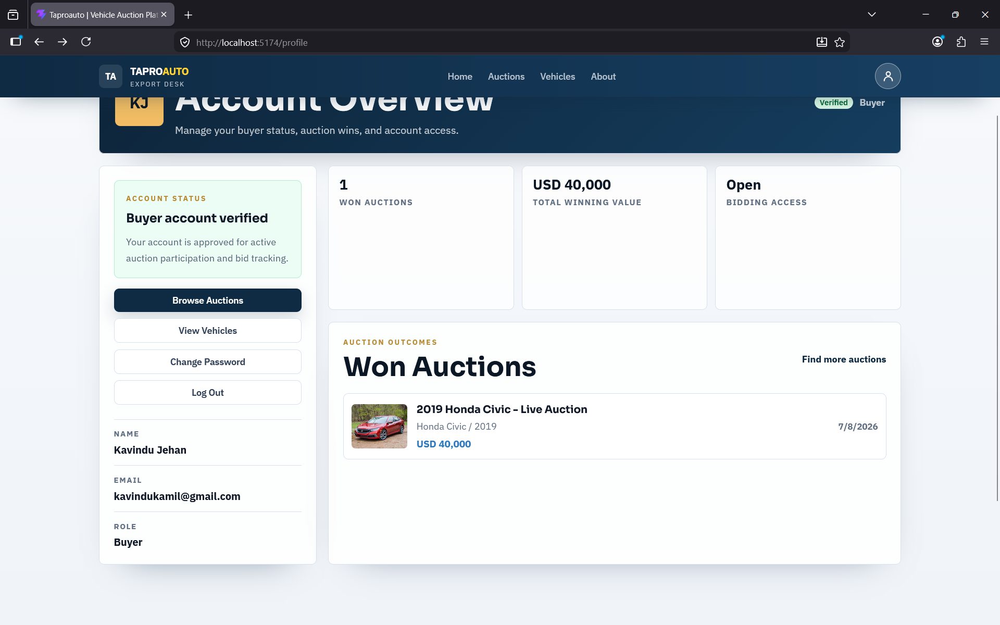 Taproauto | Vehicle Auction Plat
http://localhost:5174/profile
TA
TAPROAUTO
EXPORT DESK
Home
Auctions
Vehicles
About
KJ
Account Overview
Manage your buyer status, auction wins, and account access.
Verified
Buyer
ACCOUNT STATUS
Buyer account verified
Your account is approved for active
auction participation and bid tracking.
Browse Auctions
View Vehicles
Change Password
Log Out
NAME
Kavindu Jehan
EMAIL
kavindukamil@gmail.com
ROLE
Buyer
1
WON AUCTIONS
USD 40,000
TOTAL WINNING VALUE
Open
BIDDING ACCESS
AUCTION OUTCOMES
Won Auctions
Find more auctions
2019 Honda Civic - Live Auction
Honda Civic / 2019
USD 40,000
7/8/2026